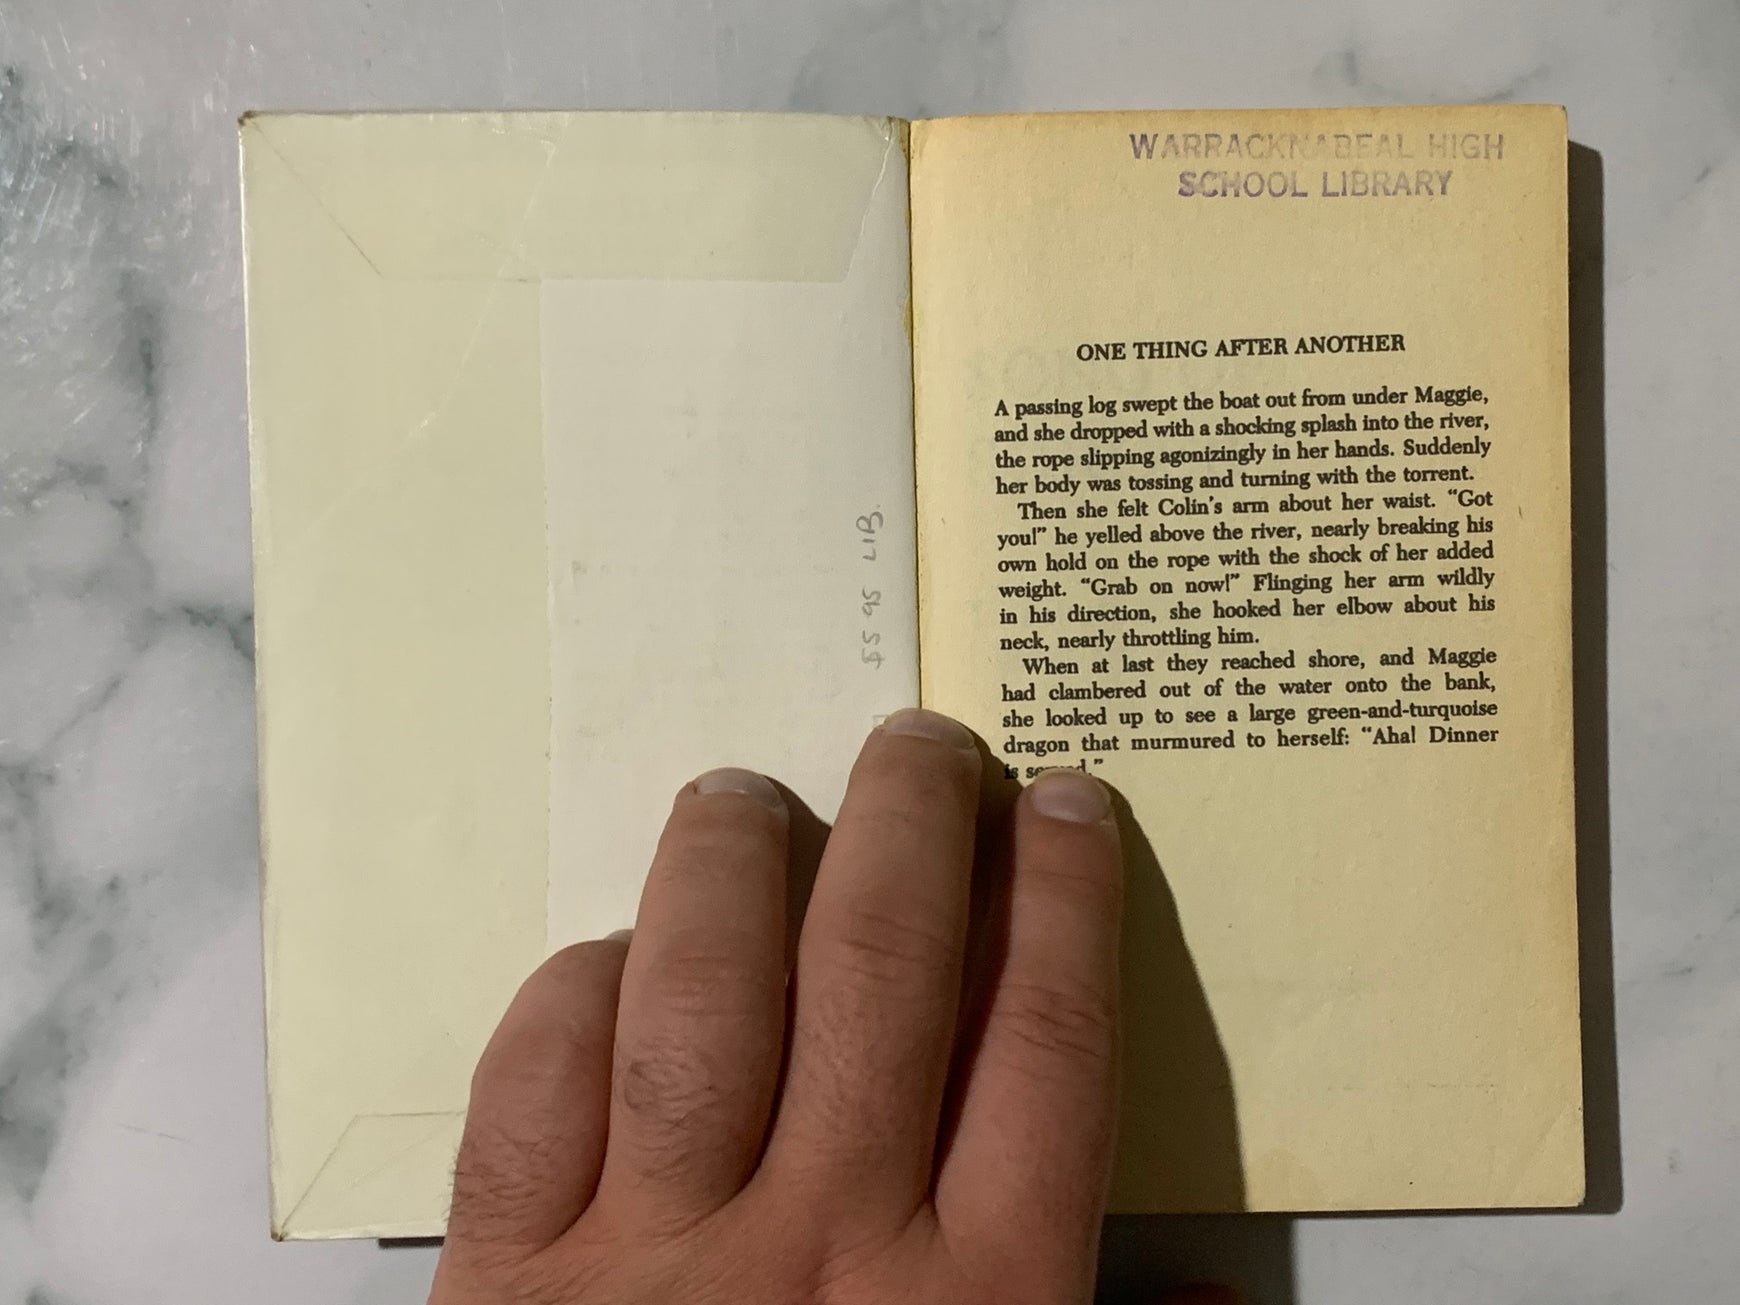 $5 95 LIB.
WARRACKNABEAL HIGH
SCHOOL LIBRARY
ONE THING AFTER ANOTHER
A passing log swept the boat out from under Maggie,
and she dropped with a shocking splash into the river,
the rope slipping agonizingly in her hands. Suddenly
her body was tossing and turning with the torrent.
Then she felt Colin's arm about her waist. “Got
you!” he yelled above the river, nearly breaking his
own hold on the rope with the shock of her added
weight. “Grab on now!” Flinging her arm wildly
in his direction, she hooked her elbow about his
neck, nearly throttling him.
When at last they reached shore, and Maggie
had clambered out of the water onto the bank,
she looked up to see a large green-and-turquoise
dragon that murmured to herself: “Aha! Dinner
is